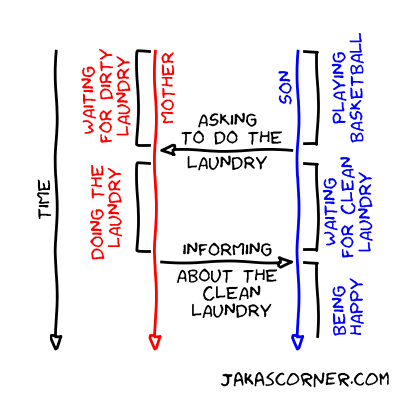 TIME
WAITING
FOR DIRTY
LAUNDRY
MOTHER
DOING THE
LAUNDRY
ASKING
TO DO THE
LAUNDRY
INFORMING
ABOUT THE
CLEAN
LAUNDRY
SON
PLAYING
BASKETBALL
WAITING
FOR CLEAN
LAUNDRY
BEING
HAPPY
JAKASCORNER.COM